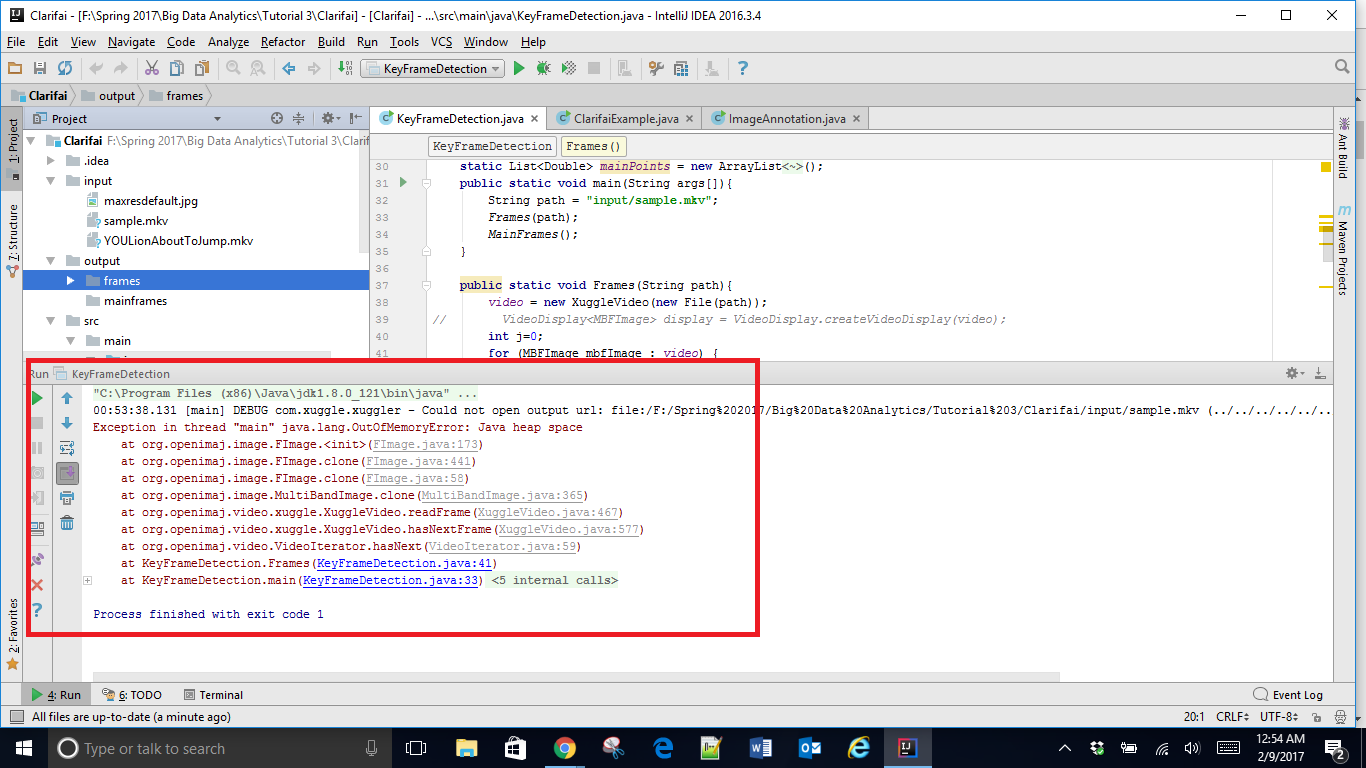 Clarifai - [F:\Spring 2017\Big Data Analytics\Tutorial 3\Clarifai] - [Clarifai] - ...\src\main\java\KeyFrameDetection.java - IntelliJ IDEA 2016.3.4
File Edit View Navigate Code Analyze Refactor Build Run Tools VCS Window Help
KeyFrameDetection
Clarifai output frames
Project
KeyFrameDetection.java ClarifaiExample.java ImageAnnotation.java
1: Project
7: Structure
2: Favorites
Ant Build
Maven Projects
Clarifai F:\Spring 2017\Big Data Analytics\Tutorial 3\Clarif
.idea
input
maxresdefault.jpg
sample.mkv
YOULionAboutToJump.mkv
output
frames
mainframes
src
main
KeyFrameDetection Frames()
30 static List<Double> mainPoints = new ArrayList<~>();
31 public static void main(String args[]){
32 String path = "input/sample.mkv";
33 Frames(path);
34 MainFrames();
35 }
36
37 public static void Frames(String path){
38 video = new XuggleVideo(new File(path));
39 // VideoDisplay<MBFImage> display = VideoDisplay.createVideoDisplay(video);
40 int j=0;
41 for (MBFImage mbfImage : video) {
Run KeyFrameDetection
"C:\Program Files (x86)\Java\jdk1.8.0_121\bin\java" ...
00:53:38.131 [main] DEBUG com.xuggle.xuggler - Could not open output url: file:/F:/Spring%202017/Big%20Data%20Analytics/Tutorial%203/Clarifai/input/sample.mkv (../../../../../..
Exception in thread "main" java.lang.OutOfMemoryError: Java heap space
at org.openimaj.image.FImage.<init>(FImage.java:173)
at org.openimaj.image.FImage.clone(FImage.java:441)
at org.openimaj.image.FImage.clone(FImage.java:58)
at org.openimaj.image.MultiBandImage.clone(MultiBandImage.java:365)
at org.openimaj.video.xuggle.XuggleVideo.readFrame(XuggleVideo.java:467)
at org.openimaj.video.xuggle.XuggleVideo.hasNextFrame(XuggleVideo.java:577)
at org.openimaj.video.VideoIterator.hasNext(VideoIterator.java:59)
at KeyFrameDetection.Frames(KeyFrameDetection.java:41)
at KeyFrameDetection.main(KeyFrameDetection.java:33) <5 internal calls>
Process finished with exit code 1
4: Run 6: TODO Terminal Event Log
All files are up-to-date (a minute ago) 20:1 CRLF UTF-8
Type or talk to search
12:54 AM
2/9/2017
2